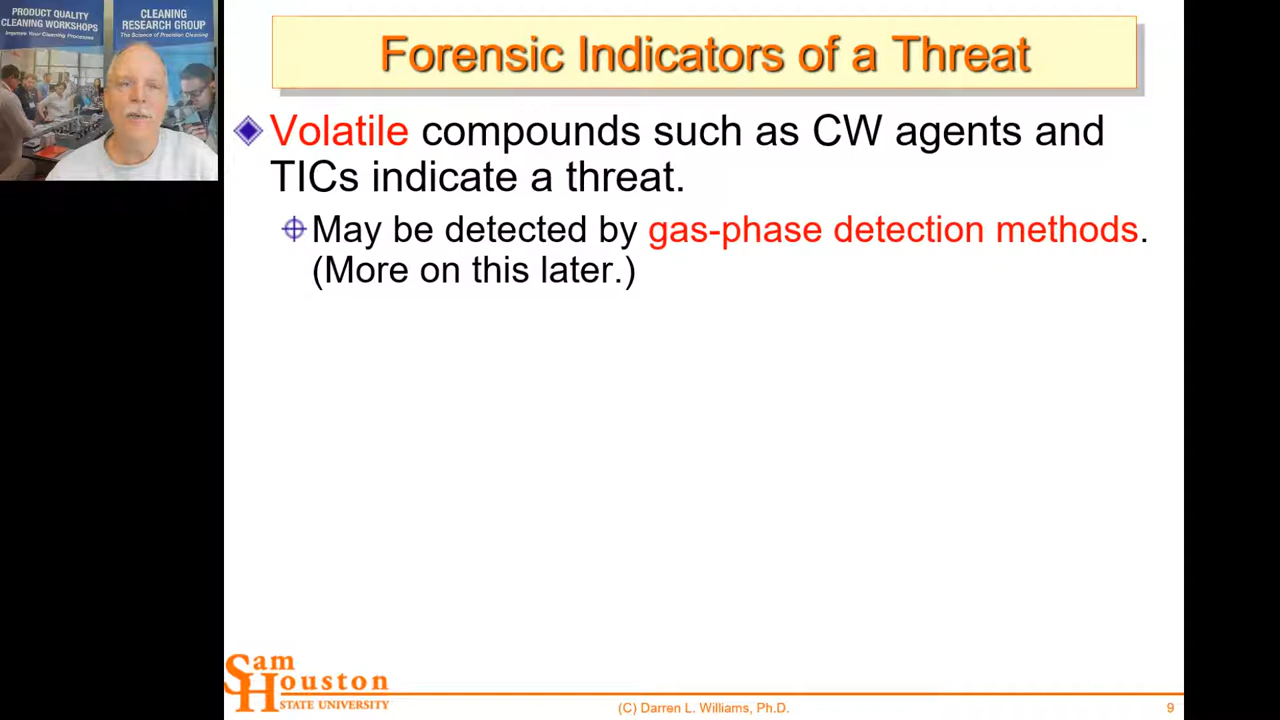 PRODUCT QUALITY
CLEANING WORKSHOPS
Improve Your Cleaning Processes
CLEANING
RESEARCH GROUP
The Science of Precision Cleaning
Forensic Indicators of a Threat
Volatile compounds such as CW agents and
TICs indicate a threat.
May be detected by gas-phase detection methods.
(More on this later.)
Sam
Houston
STATE UNIVERSITY
(C) Darren L. Williams, Ph.D.
9